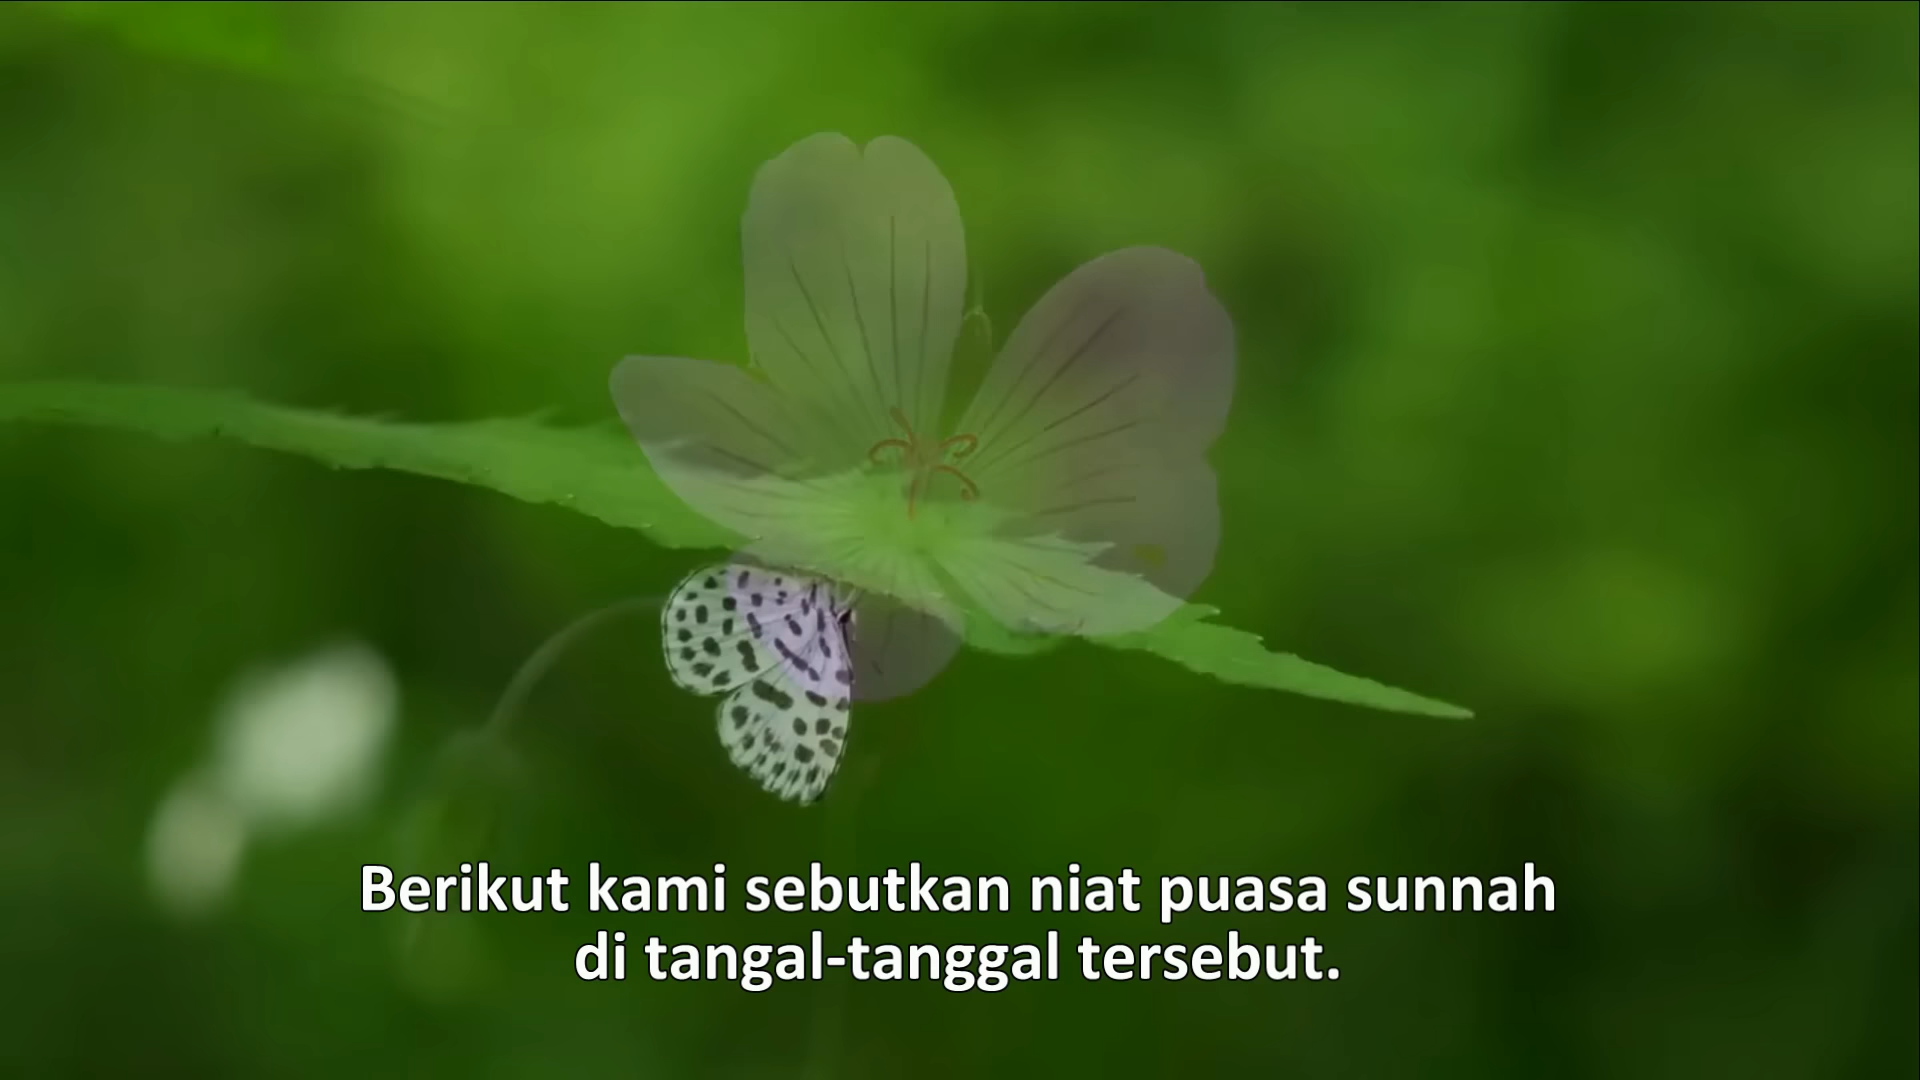 Berikut kami sebutkan niat puasa sunnah
di tangal-tanggal tersebut.